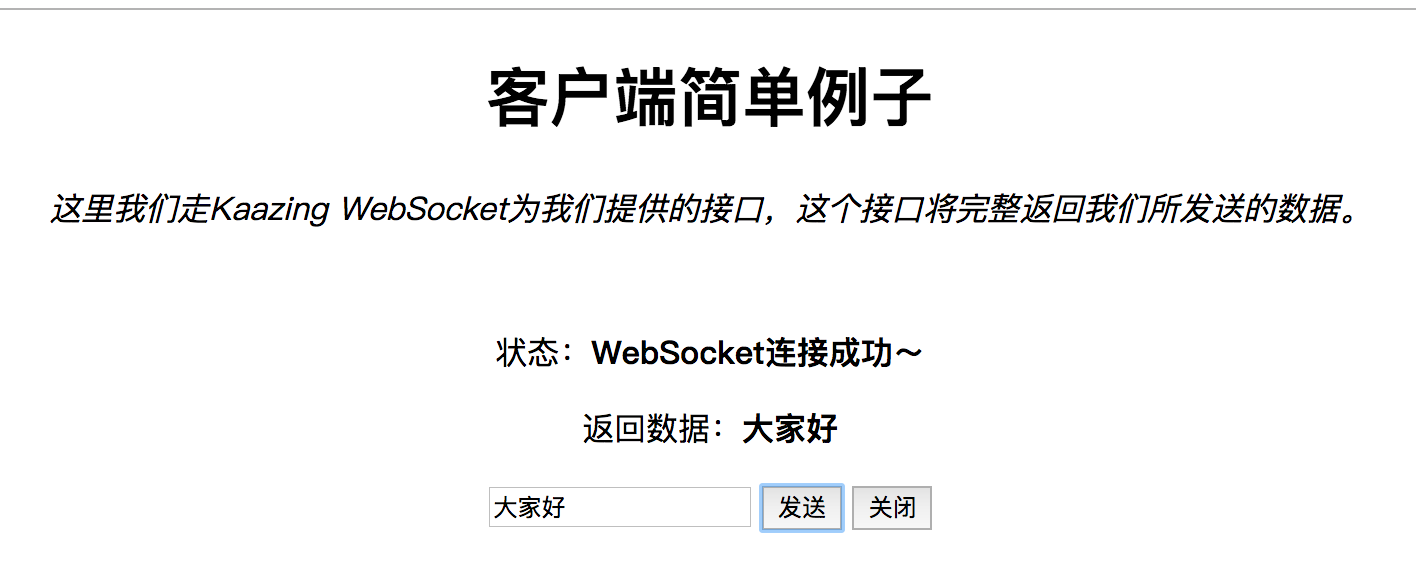 客户端简单例子
这里我们走Kaazing WebSocket为我们提供的接口，这个接口将完整返回我们所发送的数据。
状态：WebSocket连接成功～
返回数据：大家好
大家好 发送 关闭